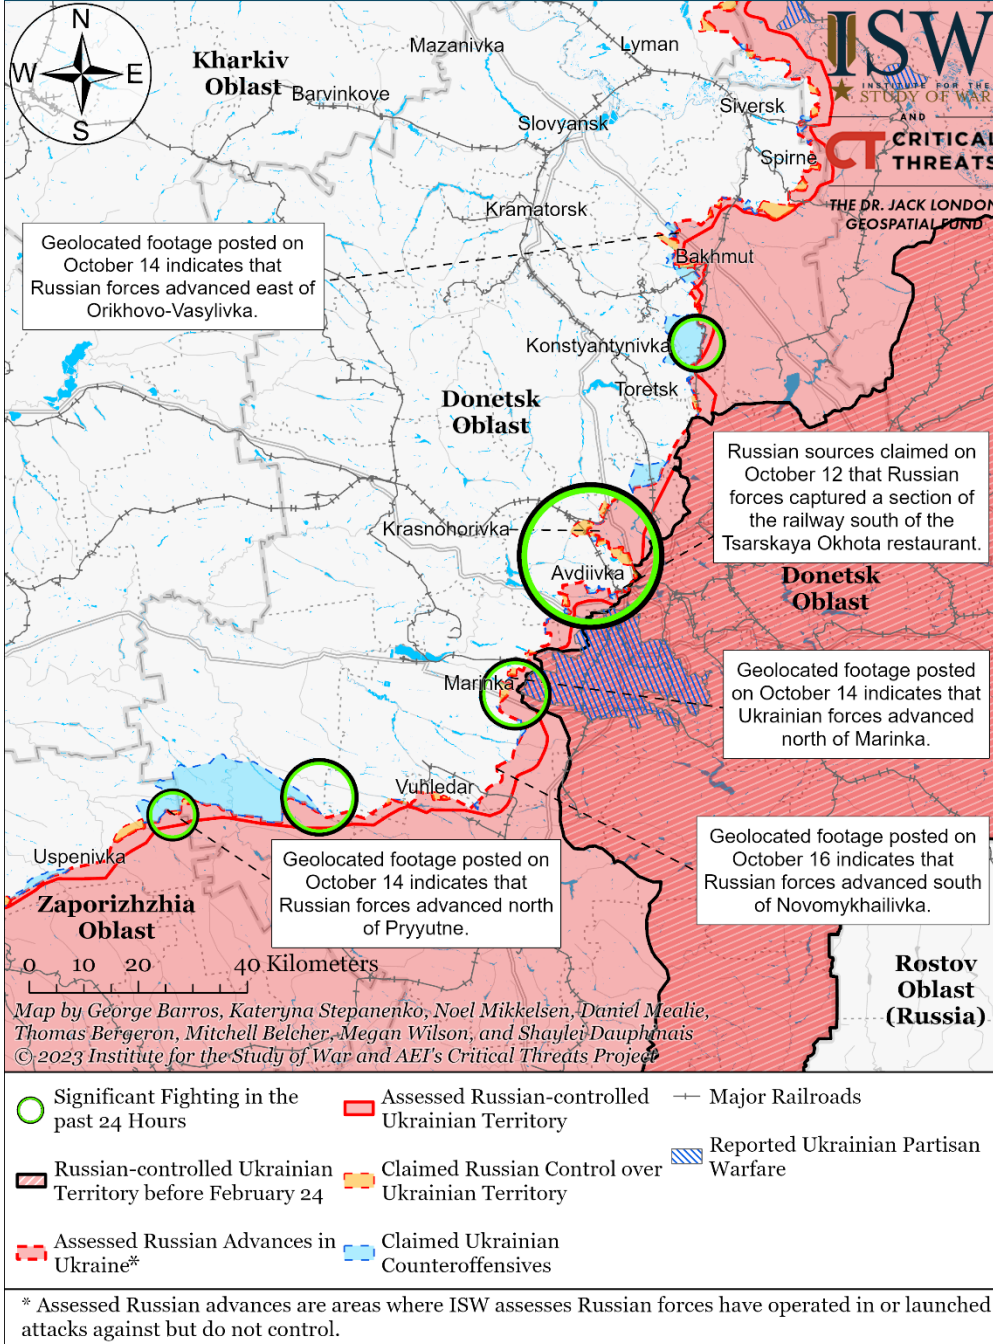 N
W
E
S
Kharkiv
Oblast
Mazanivka
Lyman
Barvinkove
Slovyansk
Siversk
Spirne
ISW
INSTITUTE FOR THE
STUDY OF WAR
AND
CT CRITICAL
THREATS
THE DR. JACK LONDON
GEOSPATIAL FUND
Kramatorsk
Geolocated footage posted on
October 14 indicates that
Russian forces advanced east of
Orikhovo-Vasylivka.
Bakhmut
Konstyantynivka
Toretsk
Donetsk
Oblast
Russian sources claimed on
October 12 that Russian
forces captured a section of
the railway south of the
Tsarskaya Okhota restaurant.
Krasnohorivka
Avdiivka
Donetsk
Oblast
Marinka
Geolocated footage posted
on October 14 indicates that
Ukrainian forces advanced
north of Marinka.
Vuhledar
Uspenivka
Geolocated footage posted on
October 14 indicates that
Russian forces advanced north
of Pryyutne.
Geolocated footage posted on
October 16 indicates that
Russian forces advanced south
of Novomykhailivka.
Zaporizhzhia
Oblast
Rostov
Oblast
(Russia)
0 10 20 40 Kilometers
Map by George Barros, Kateryna Stepanenko, Noel Mikkelsen, Daniel Mealie,
Thomas Bergeron, Mitchell Belcher, Megan Wilson, and Shaylei Dauphinais
© 2023 Institute for the Study of War and AEI's Critical Threats Project
Significant Fighting in the
past 24 Hours
Russian-controlled Ukrainian
Territory before February 24
Assessed Russian Advances in
Ukraine*
Assessed Russian-controlled
Ukrainian Territory
Claimed Russian Control over
Ukrainian Territory
Claimed Ukrainian
Counteroffensives
Major Railroads
Reported Ukrainian Partisan
Warfare
* Assessed Russian advances are areas where ISW assesses Russian forces have operated in or launched
attacks against but do not control.